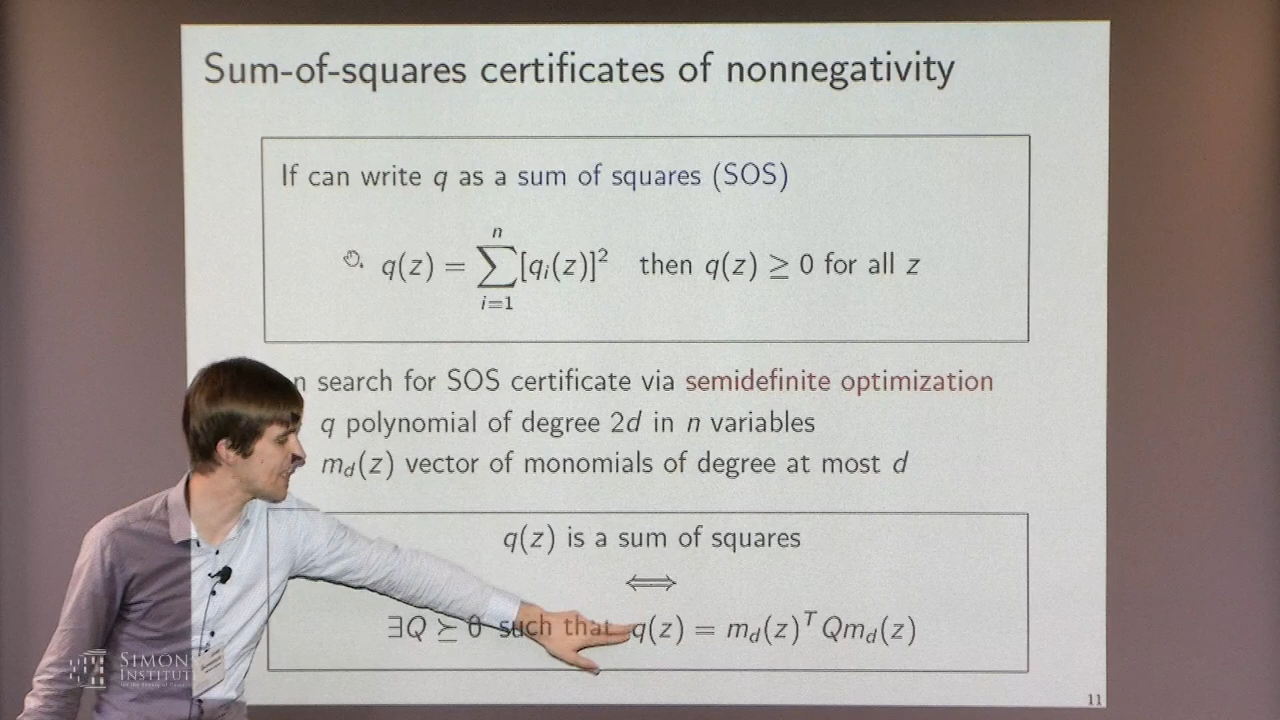 Sum-of-squares certificates of nonnegativity
If can write q as a sum of squares (SOS)
q(z) = ∑_{i=1}^{n} [q_i(z)]² then q(z) ≥ 0 for all z
n search for SOS certificate via semidefinite optimization
q polynomial of degree 2d in n variables
m_d(z) vector of monomials of degree at most d
q(z) is a sum of squares
⟺
∃Q ⪰ 0 such that q(z) = m_d(z)^T Q m_d(z)
11
SIMONS
INSTITUTE